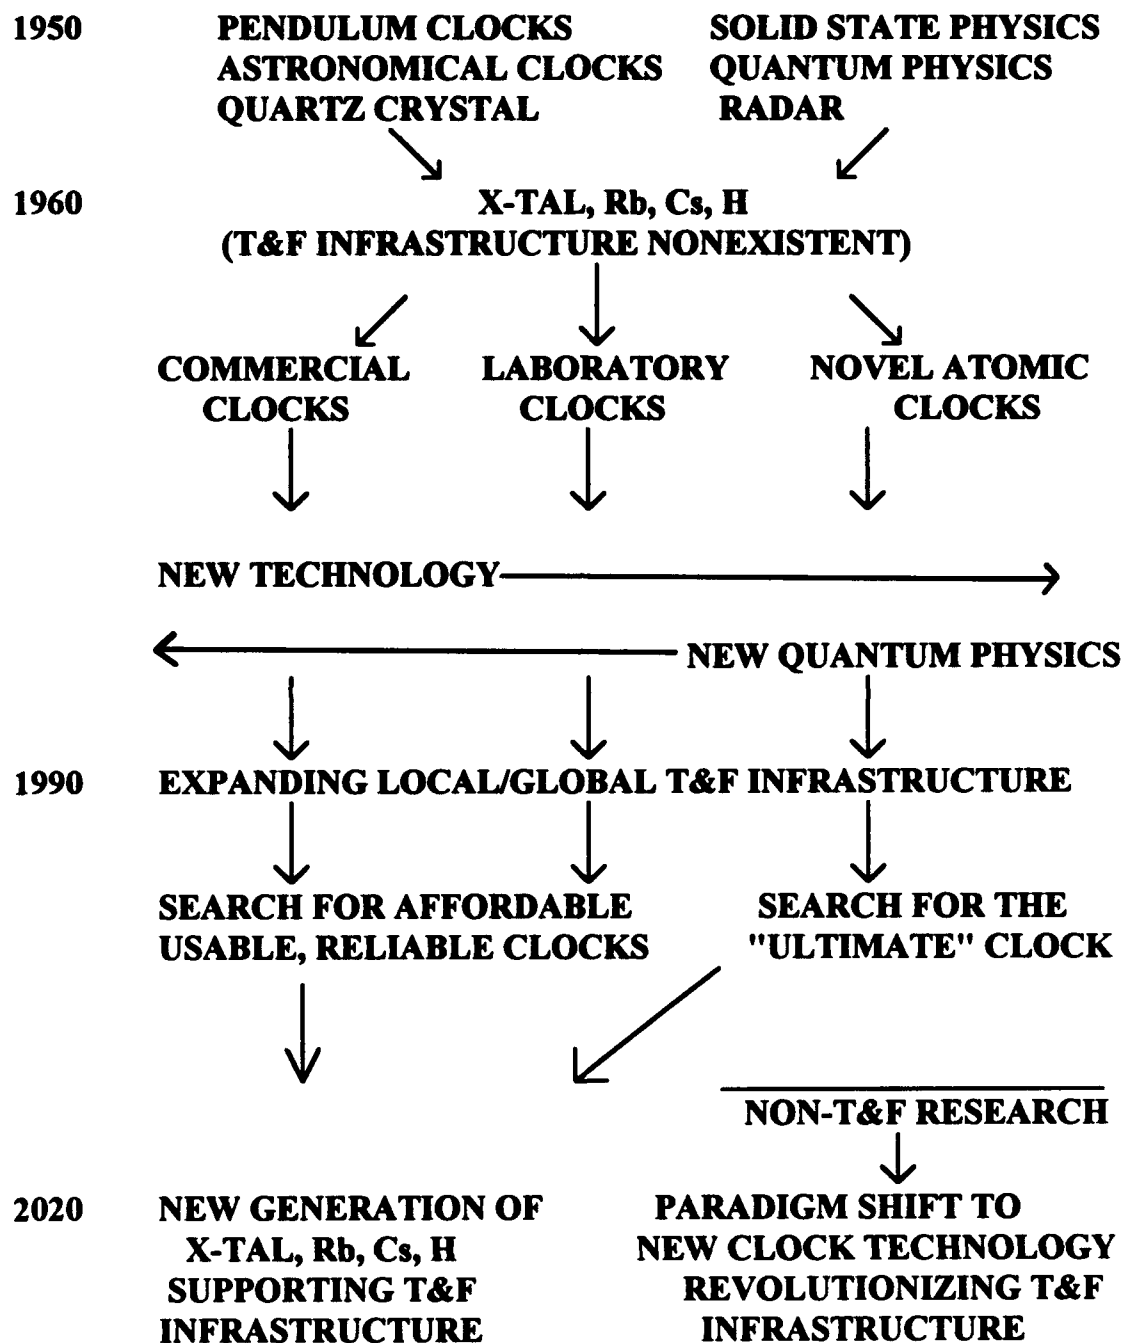 1950 PENDULUM CLOCKS SOLID STATE PHYSICS
ASTRONOMICAL CLOCKS QUANTUM PHYSICS
QUARTZ CRYSTAL RADAR
1960 X-TAL, Rb, Cs, H
(T&F INFRASTRUCTURE NONEXISTENT)
COMMERCIAL LABORATORY NOVEL ATOMIC
CLOCKS CLOCKS CLOCKS
NEW TECHNOLOGY
NEW QUANTUM PHYSICS
1990 EXPANDING LOCAL/GLOBAL T&F INFRASTRUCTURE
SEARCH FOR AFFORDABLE SEARCH FOR THE
USABLE, RELIABLE CLOCKS "ULTIMATE" CLOCK
NON-T&F RESEARCH
2020 NEW GENERATION OF PARADIGM SHIFT TO
X-TAL, Rb, Cs, H NEW CLOCK TECHNOLOGY
SUPPORTING T&F REVOLUTIONIZING T&F
INFRASTRUCTURE INFRASTRUCTURE